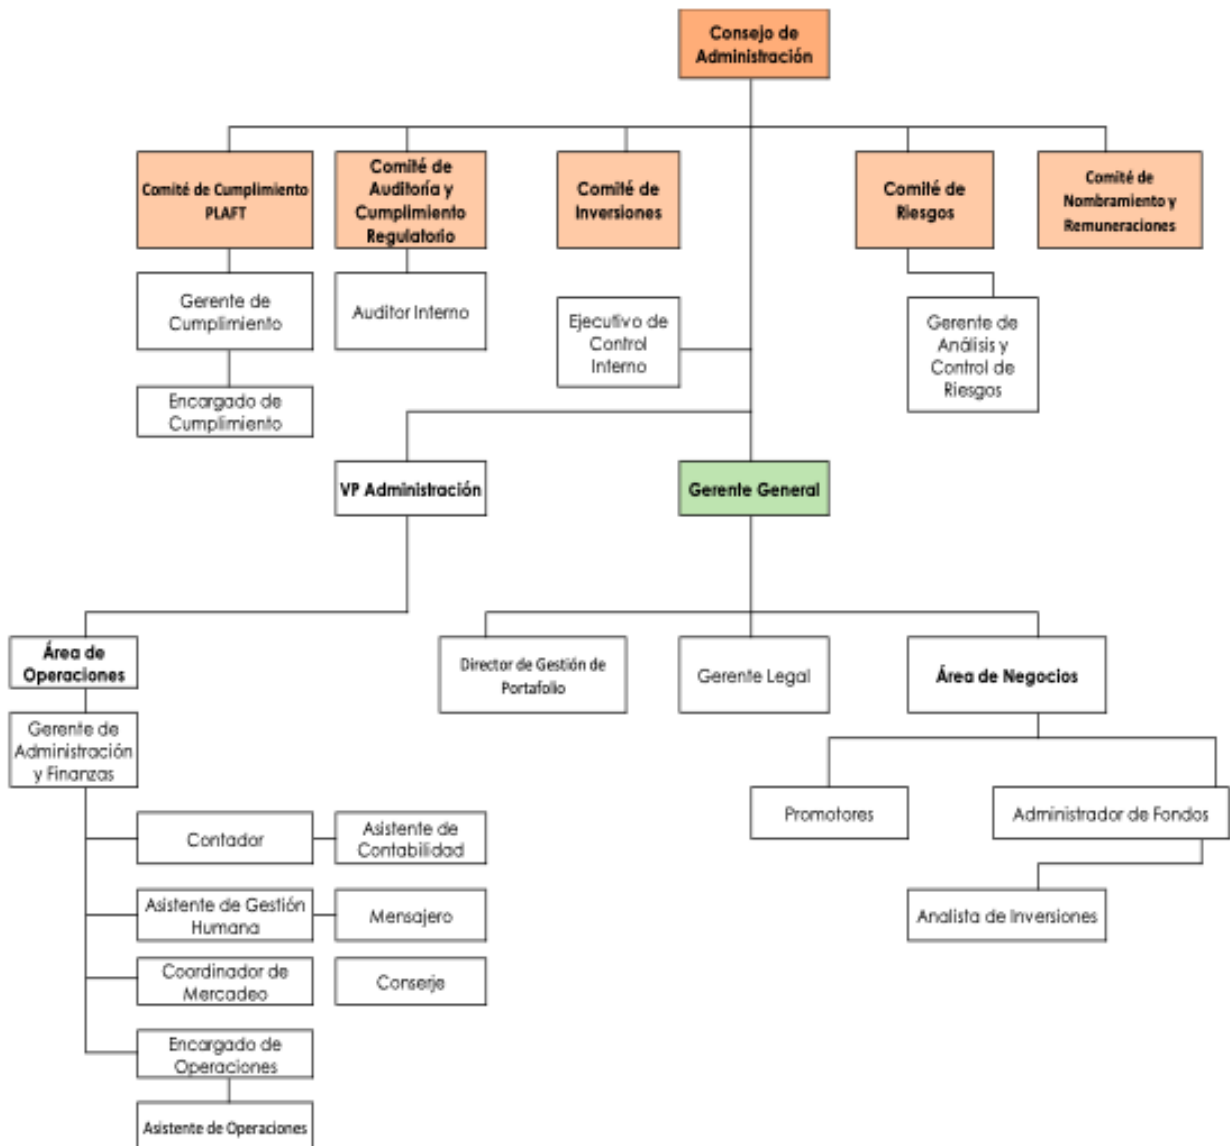 Consejo de
Administración
Comité de Cumplimiento
PLAFT
Comité de
Auditoría y
Cumplimiento
Regulatorio
Comité de
Inversiones
Comité de
Riesgos
Comité de
Nombramiento y
Remuneraciones
Gerente de
Cumplimiento
Auditor Interno
Ejecutivo de
Control
Interno
Gerente de
Análisis y
Control de
Riesgos
Encargado de
Cumplimiento
VP Administración
Gerente General
Área de
Operaciones
Director de Gestión de
Portafolio
Gerente Legal
Área de Negocios
Gerente de
Administración
y Finanzas
Promotores
Administrador de Fondos
Contador
Asistente de
Contabilidad
Asistente de Gestión
Humana
Mensajero
Analista de Inversiones
Coordinador de
Mercadeo
Conserje
Encargado de
Operaciones
Asistente de Operaciones